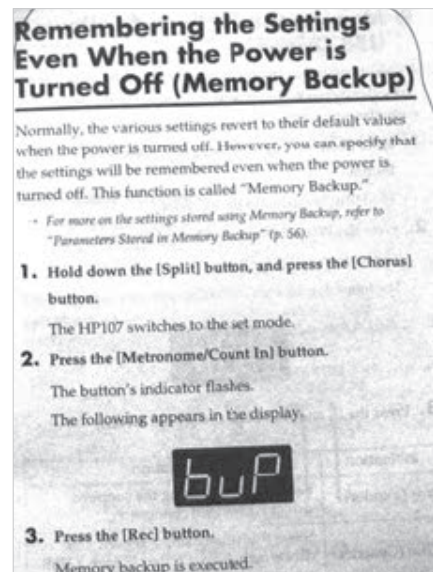 Remembering the Settings
Even When the Power is
Turned Off (Memory Backup)
Normally, the various settings revert to their default values
when the power is turned off. However, you can specify that
the settings will be remembered even when the power is
turned off. This function is called “Memory Backup.”
→ For more on the settings stored using Memory Backup, refer to
“Parameters Stored in Memory Backup” (p. 56).
1. Hold down the [Split] button, and press the [Chorus]
button.
The HP107 switches to the set mode.
2. Press the [Metronome/Count In] button.
The button’s indicator flashes.
The following appears in the display.
buP
3. Press the [Rec] button.
Memory backup is executed.